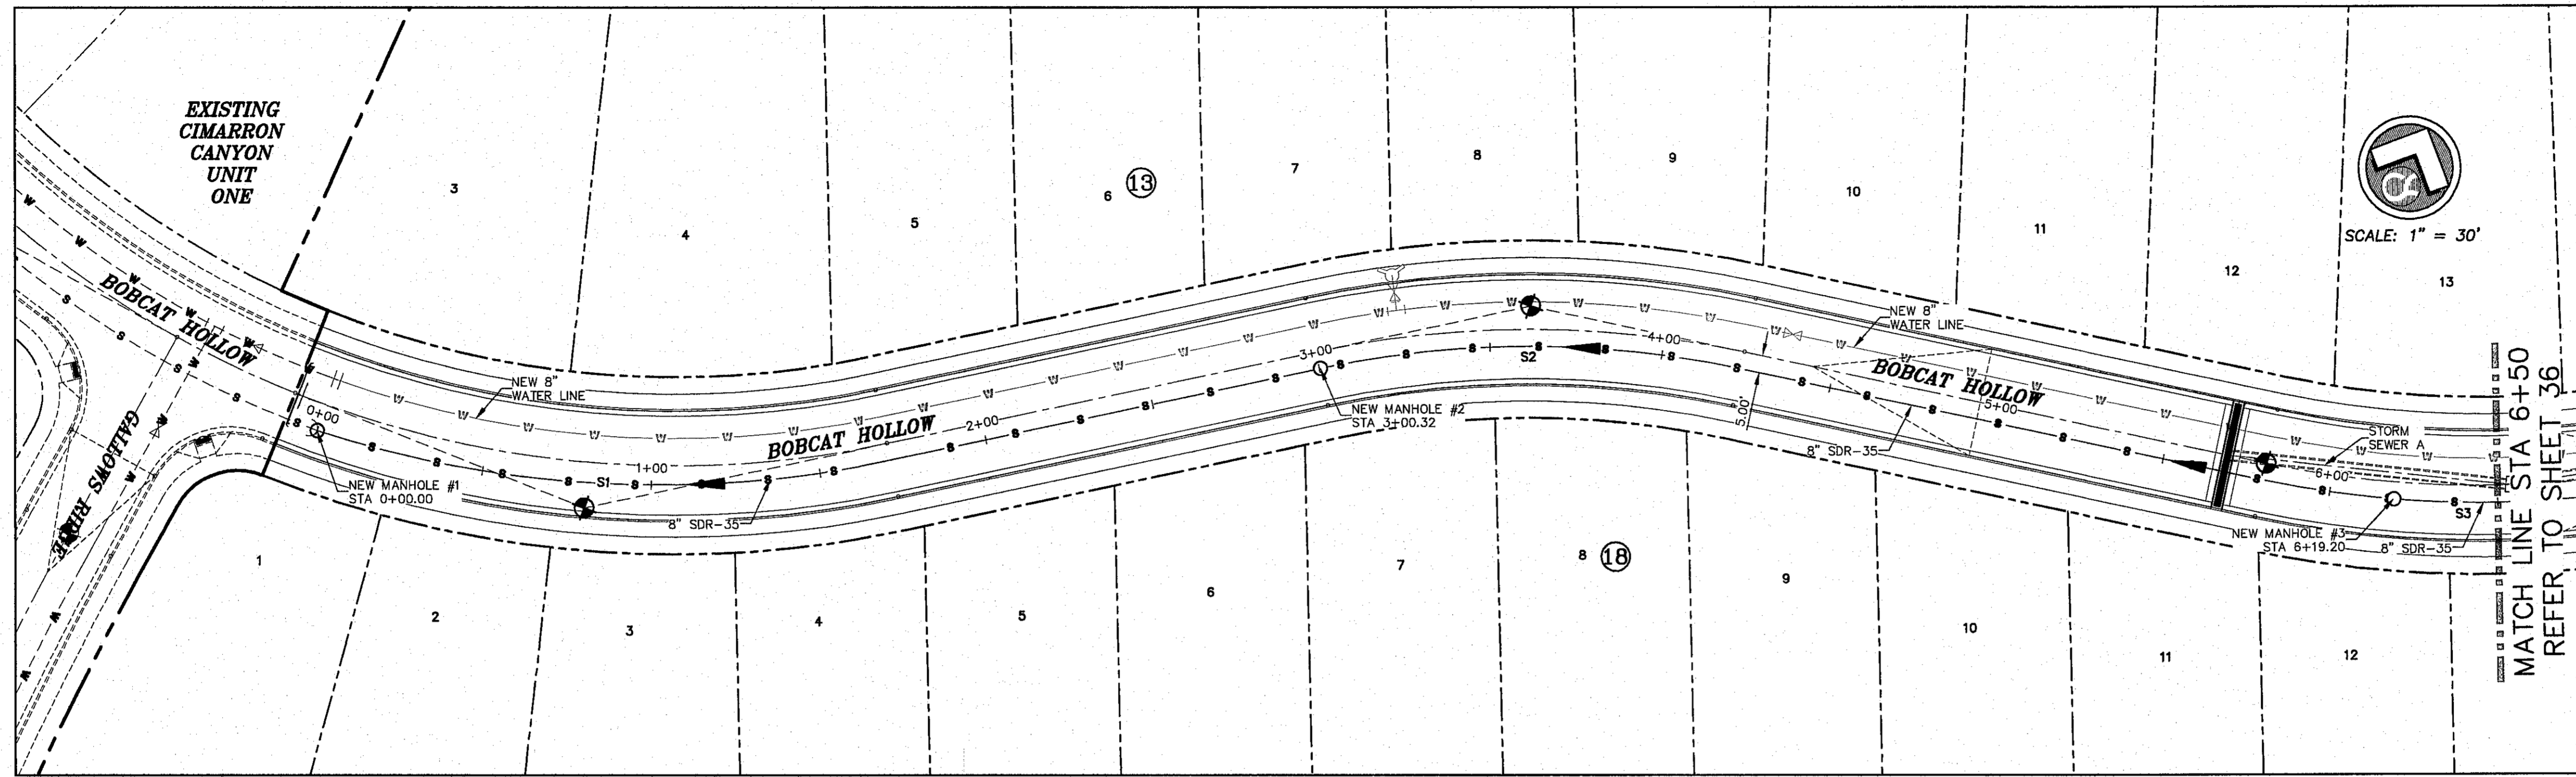 EXISTING
CIMARRON
CANYON
UNIT
ONE
3
4
5
6
13
7
8
9
10
11
12
13
SCALE: 1" = 30'
W
W
W
W
W
W
S
S
S
S
BOBCAT HOLLOW
GALLOWS RIDGE
0+00
NEW MANHOLE #1
STA 0+00.00
NEW 8"
WATER LINE
S1
1+00
8" SDR-35
BOBCAT HOLLOW
2+00
3+00
NEW MANHOLE #2
STA 3+00.32
S2
4+00
5.00'
NEW 8"
WATER LINE
BOBCAT HOLLOW
8" SDR-35
5+00
STORM
SEWER A
6+00
NEW MANHOLE #3
STA 6+19.20
8" SDR-35
S3
MATCH LINE STA 6+50
REFER TO SHEET 36
1
2
3
4
5
6
7
8
18
9
10
11
12